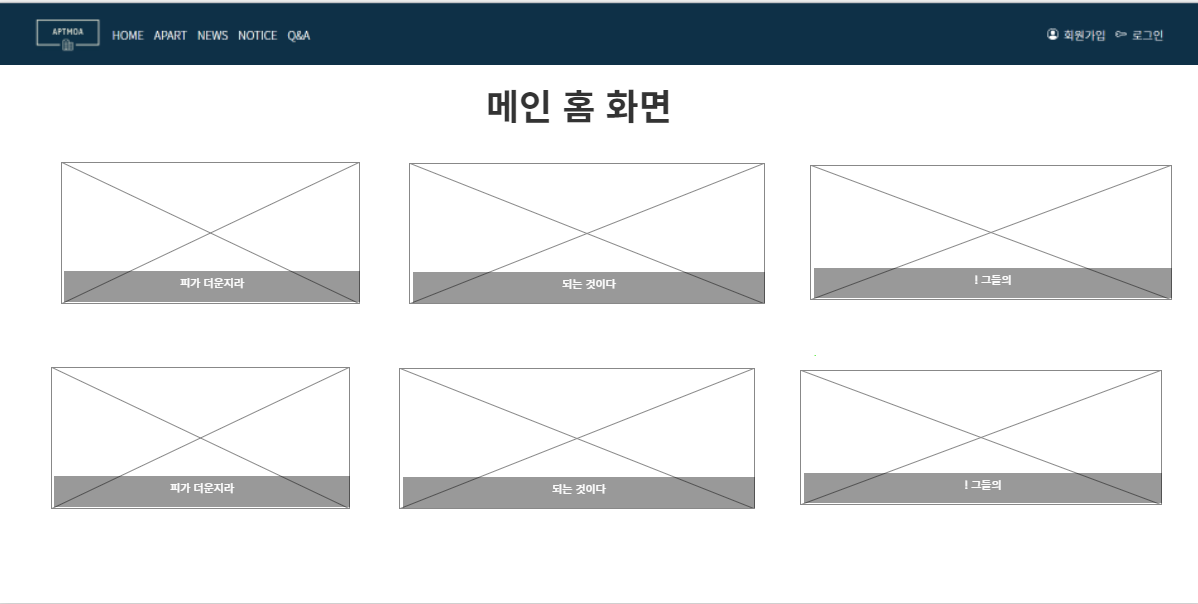 APTMOA
HOME APART NEWS NOTICE Q&A
회원가입 로그인
메인 홈 화면
피가 더운지라
되는 것이다
! 그들의
피가 더운지라
되는 것이다
! 그들의